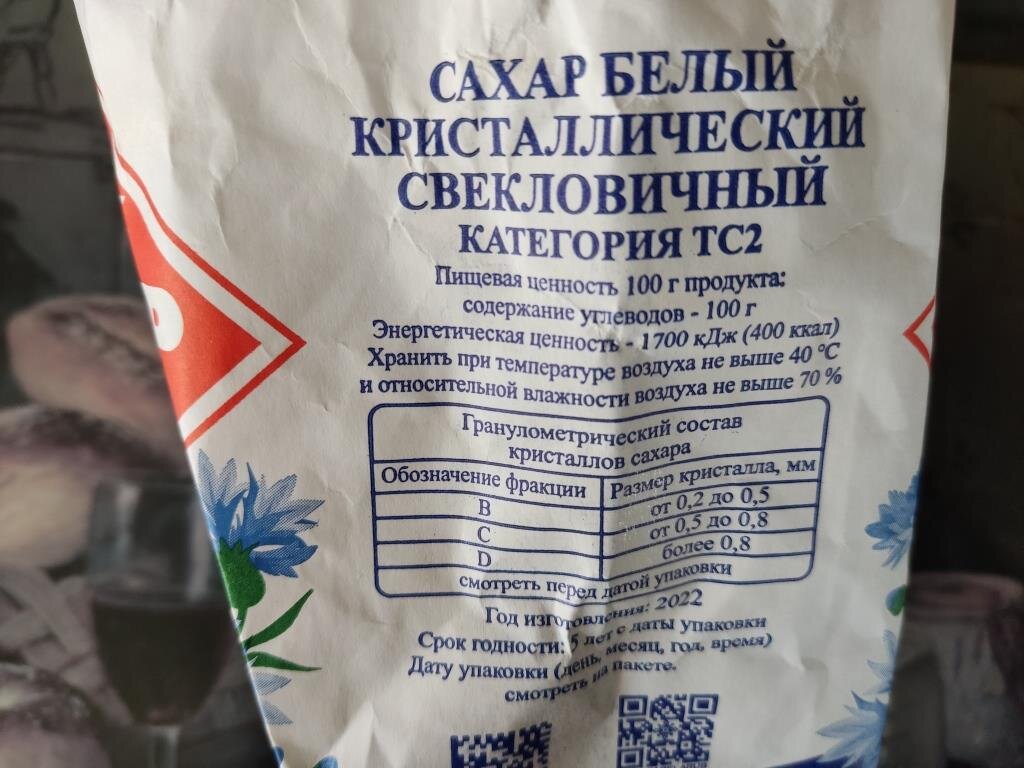 САХАР БЕЛЫЙ
КРИСТАЛЛИЧЕСКИЙ
СВЕКЛОВИЧНЫЙ
КАТЕГОРИЯ ТС2
Пищевая ценность 100 г продукта:
содержание углеводов - 100 г
Энергетическая ценность - 1700 кДж (400 ккал)
Хранить при температуре воздуха не выше 40 °С
и относительной влажности воздуха не выше 70 %
Гранулометрический состав
кристаллов сахара
Обозначение фракции Размер кристалла, мм
B от 0,2 до 0,5
C от 0,5 до 0,8
D более 0,8
смотреть перед датой упаковки
Год изготовления: 2022
Срок годности: 5 лет с даты упаковки
Дату упаковки (день, месяц, год, время)
смотреть на пакете.